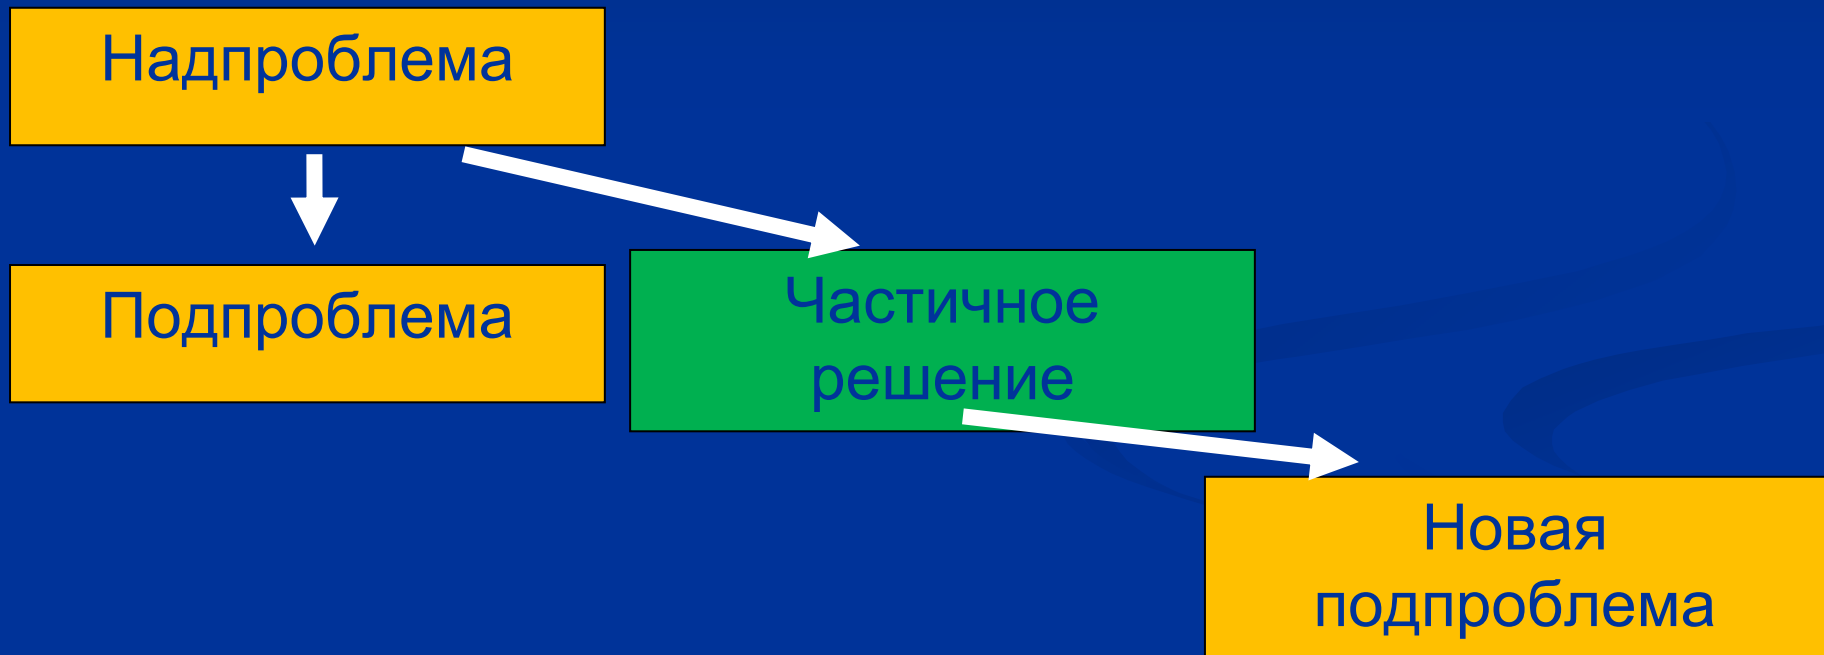 Надпроблема
Подпроблема
Частичное
решение
Новая
подпроблема